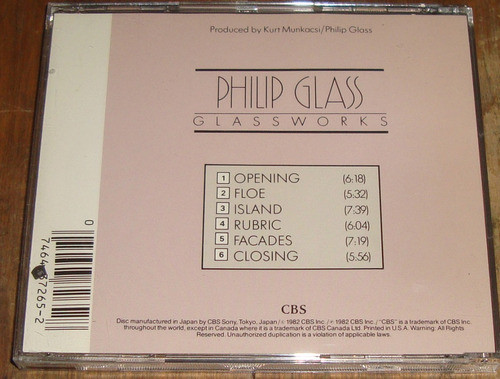 Produced by Kurt Munkacsi/Philip Glass
PHILIP GLASS
GLASSWORKS
1 OPENING (6:18)
2 FLOE (5:32)
3 ISLAND (7:39)
4 RUBRIC (6:04)
5 FACADES (7:19)
6 CLOSING (5:56)
CBS
Disc manufactured in Japan by CBS Sony, Tokyo, Japan / ℗ 1982 CBS Inc. / © 1982 CBS Inc. / "CBS" is a trademark of CBS Inc.
throughout the world, except in Canada where it is a trademark of CBS Canada Ltd. Printed in U.S.A. Warning: All Rights
Reserved. Unauthorized duplication is a violation of applicable laws.
0
7464 37265-2